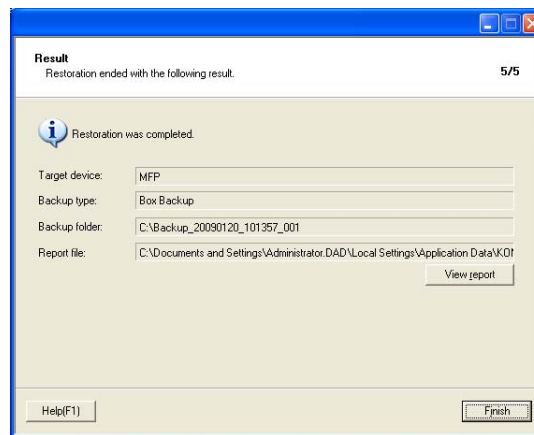 Result
Restoration ended with the following result.
5/5
Restoration was completed.
Target device: MFP
Backup type: Box Backup
Backup folder: C:\Backup_20090120_101357_001
Report file: C:\Documents and Settings\Administrator.DAD\Local Settings\Application Data\KON
View report
Help(F1)
Finish